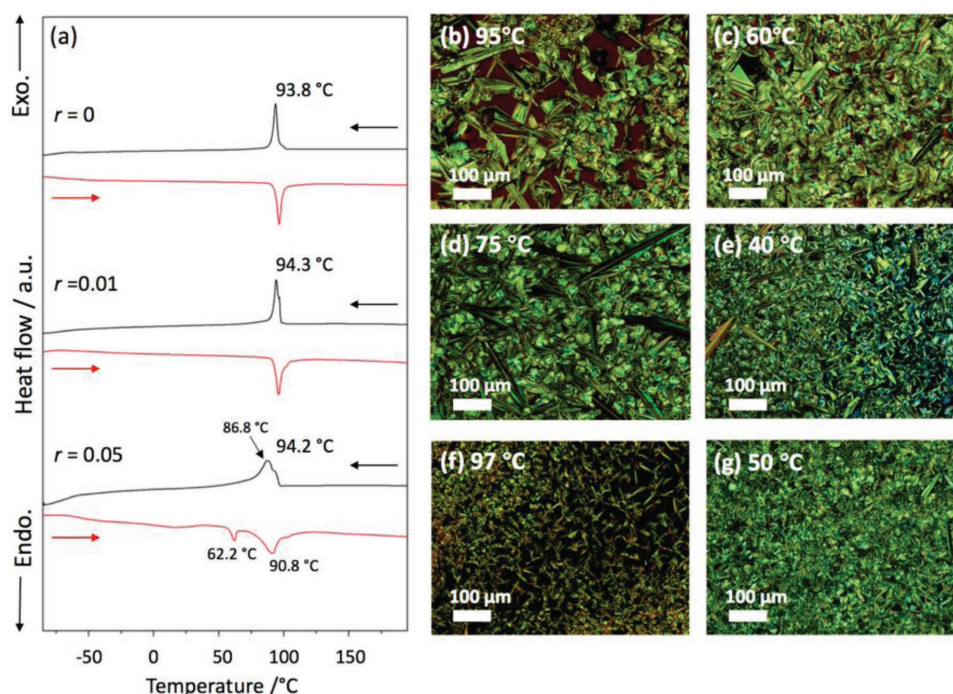 (a)
Exo.
Heat flow / a.u.
Endo.
r = 0
93.8 °C
r =0.01
94.3 °C
r = 0.05
86.8 °C
94.2 °C
62.2 °C
90.8 °C
-50 0 50 100 150
Temperature /°C
(b) 95°C
100 µm
(c) 60°C
100 µm
(d) 75 °C
100 µm
(e) 40 °C
100 µm
(f) 97 °C
100 µm
(g) 50 °C
100 µm